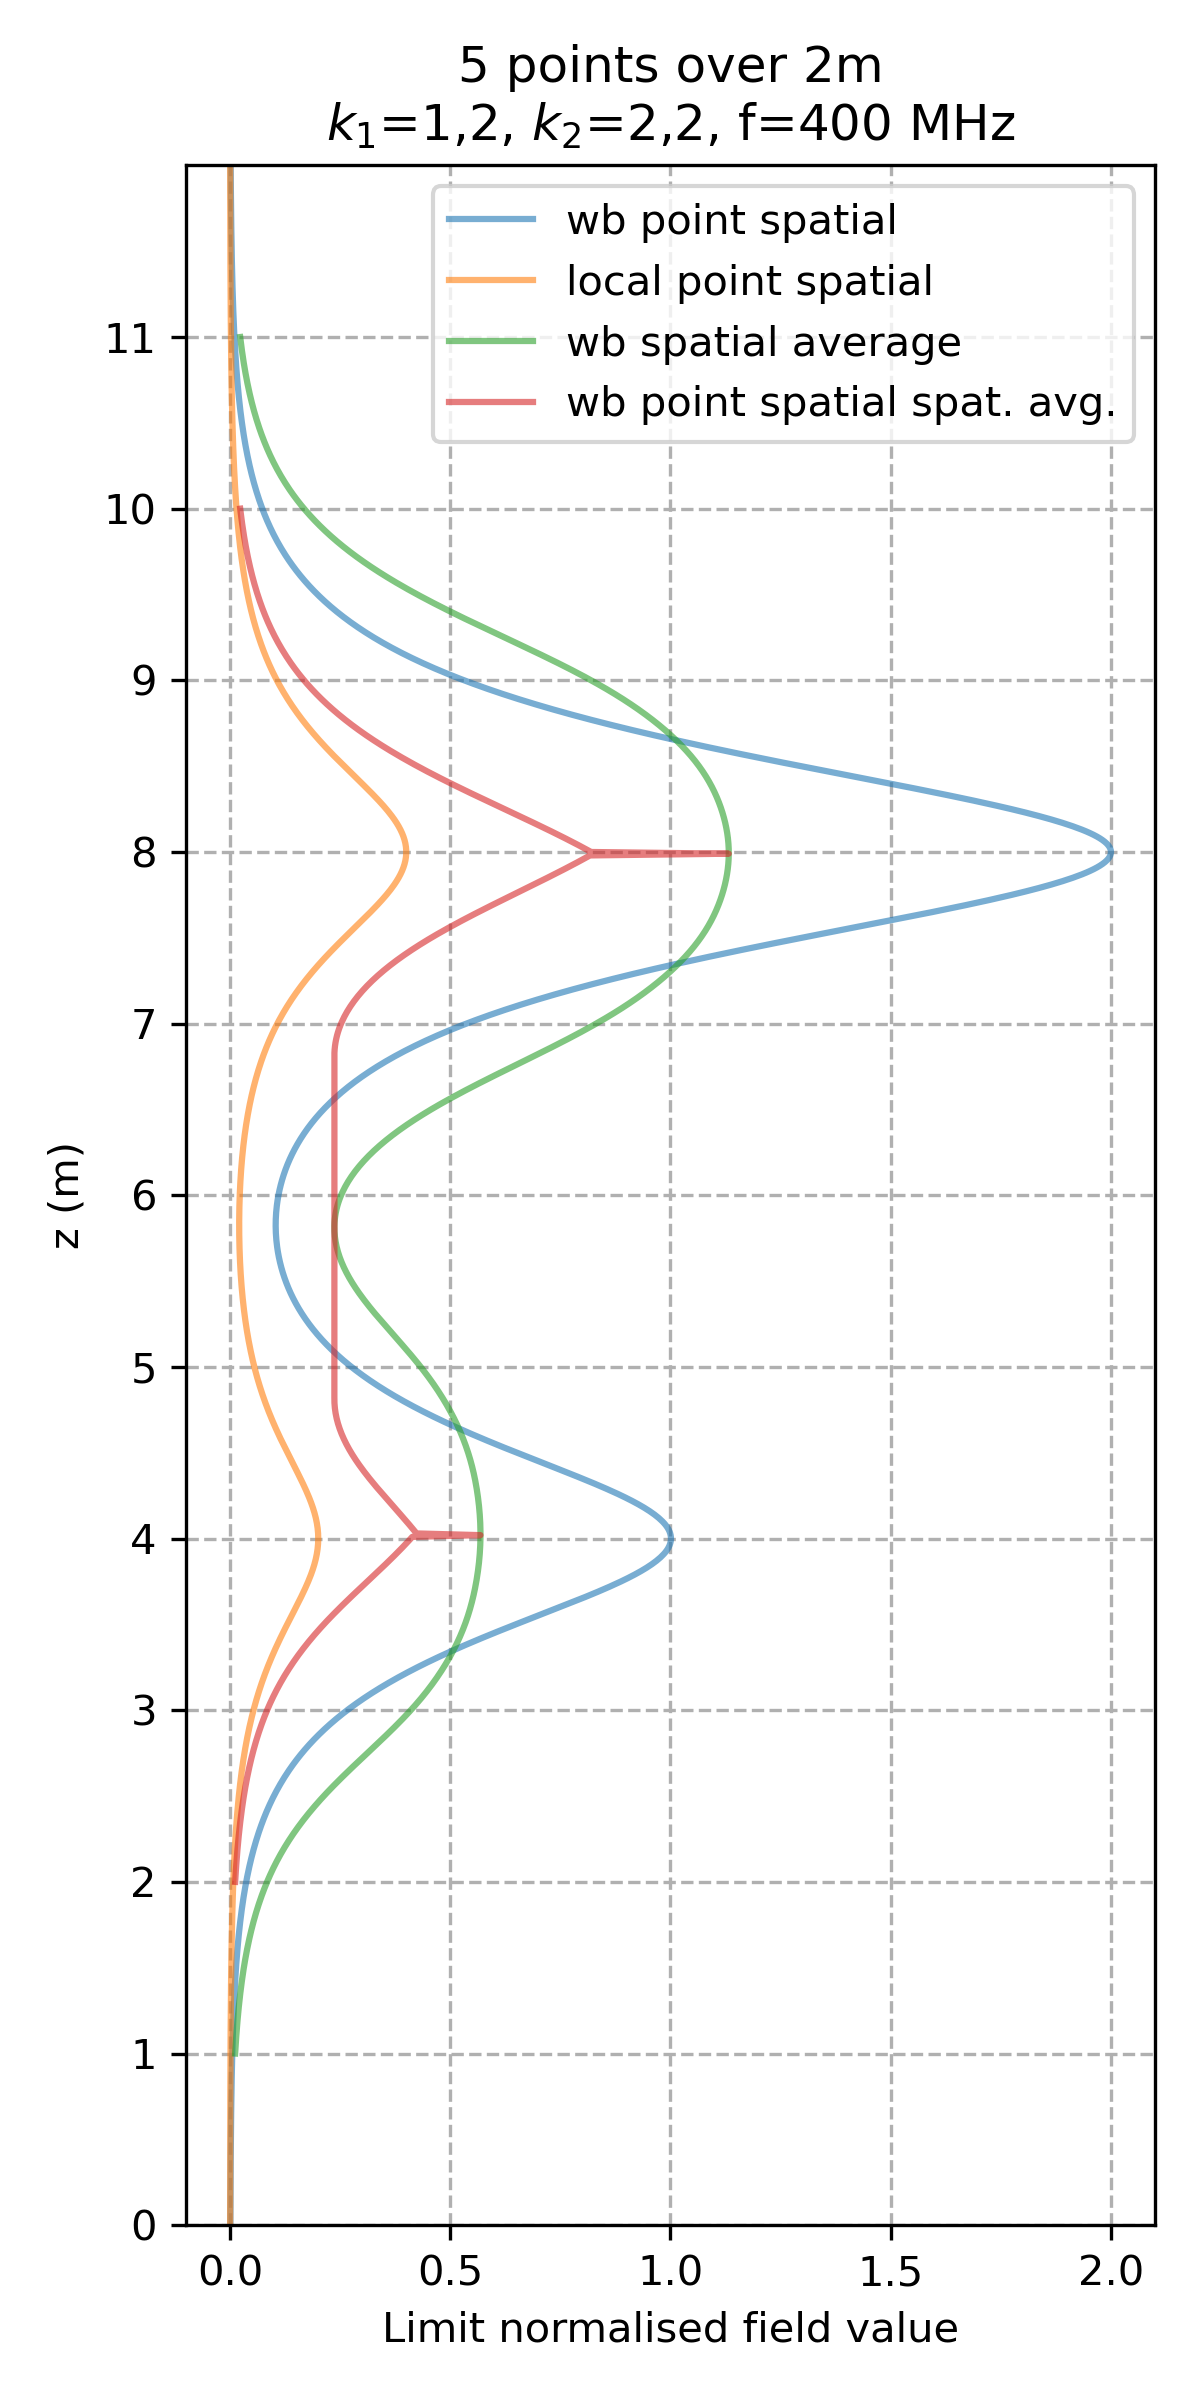 5 points over 2m
k₁=1,2, k₂=2,2, f=400 MHz
wb point spatial
local point spatial
wb spatial average
wb point spatial spat. avg.
11
10
9
8
7
6
5
4
3
2
1
0
z (m)
0.0 0.5 1.0 1.5 2.0
Limit normalised field value